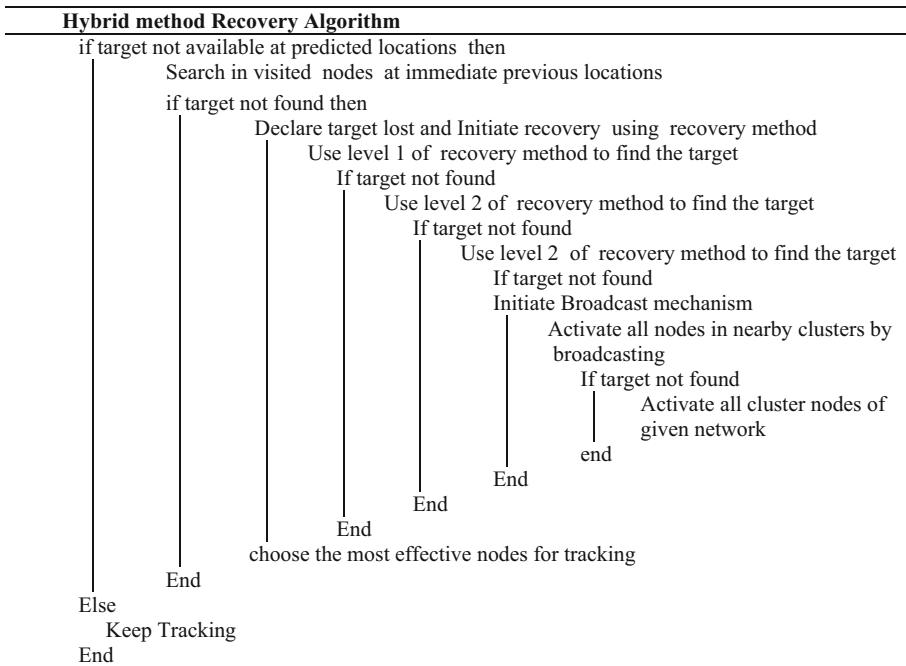 Hybrid method Recovery Algorithm
if target not available at predicted locations then
Search in visited nodes at immediate previous locations
if target not found then
Declare target lost and Initiate recovery using recovery method
Use level 1 of recovery method to find the target
If target not found
Use level 2 of recovery method to find the target
If target not found
Use level 2 of recovery method to find the target
If target not found
Initiate Broadcast mechanism
Activate all nodes in nearby clusters by
broadcasting
If target not found
Activate all cluster nodes of
given network
end
End
End
End
choose the most effective nodes for tracking
End
Else
Keep Tracking
End